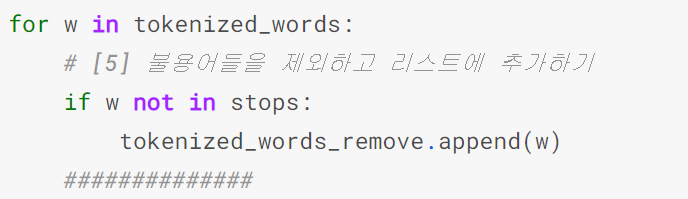 for w in tokenized_words:
    # [5] 불용어들을 제외하고 리스트에 추가하기
    if w not in stops:
        tokenized_words_remove.append(w)
    ##############